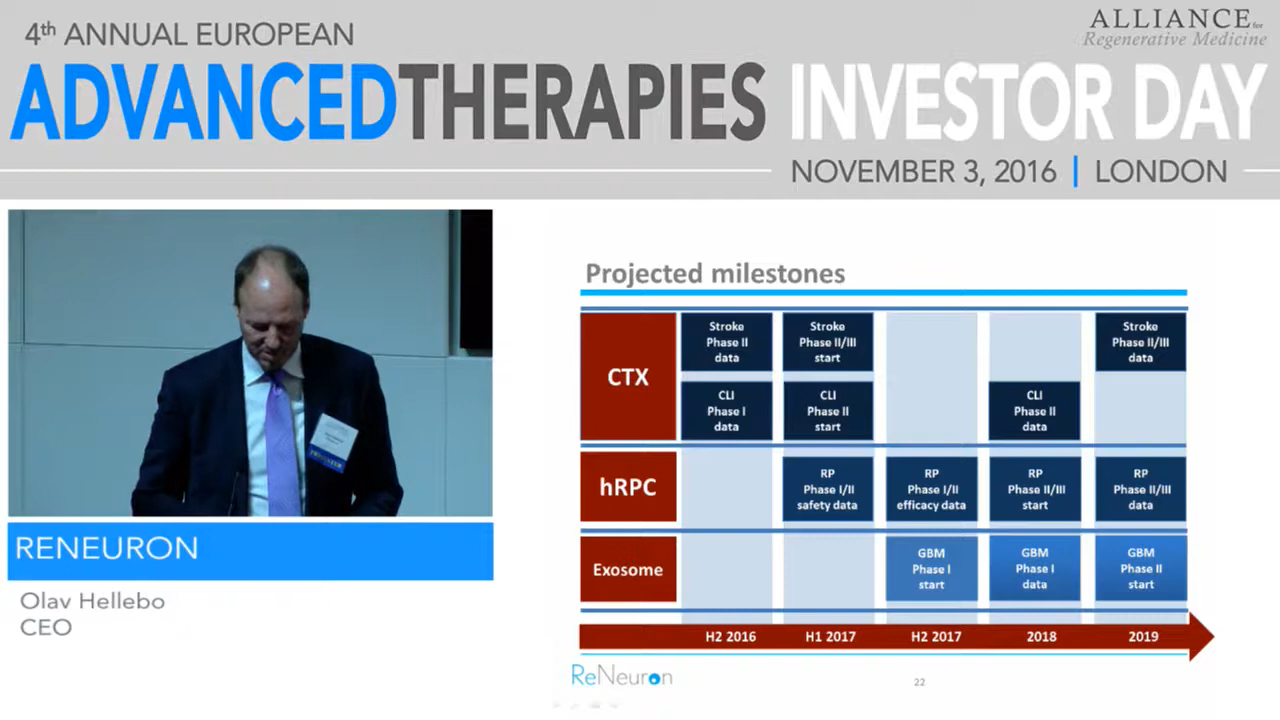 4th ANNUAL EUROPEAN
ADVANCEDTHERAPIES INVESTOR DAY
ALLIANCE for
Regenerative Medicine
NOVEMBER 3, 2016 | LONDON
RENEURON
Olav Hellebo
CEO
Projected milestones
CTX
Stroke
Phase II
data
Stroke
Phase II/III
start
Stroke
Phase II/III
data
CLI
Phase I
data
CLI
Phase II
start
CLI
Phase II
data
hRPC
RP
Phase I/II
safety data
RP
Phase I/II
efficacy data
RP
Phase II/III
start
RP
Phase II/III
data
Exosome
GBM
Phase I
start
GBM
Phase I
data
GBM
Phase II
start
H2 2016 H1 2017 H2 2017 2018 2019
ReNeuron
22